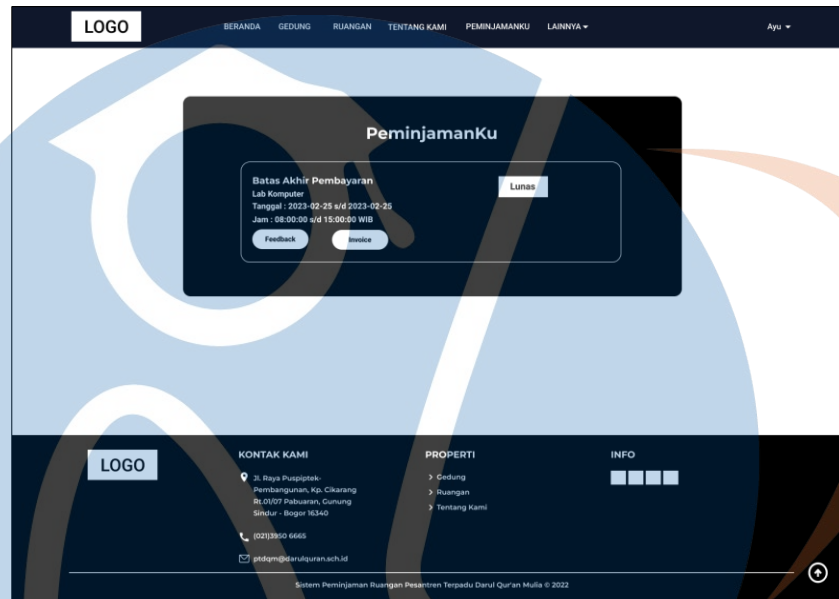 LOGO BERANDA GEDUNG RUANGAN TENTANG KAMI PEMINJAMANKU LAINNYA Ayu
PeminjamanKu
Batas Akhir Pembayaran
Lunas
Lab Komputer
Tanggal : 2023-02-25 s/d 2023-02-25
Jam : 08:00:00 s/d 15:00:00 WIB
Feedback Invoice
LOGO
KONTAK KAMI
Jl. Raya Puspiptek-
Pembangunan, Kp. Cikarang
Rt.01/07 Pabuaran, Gunung
Sindur - Bogor 16340
(021)3950 6665
ptdqm@darulquran.sch.id
PROPERTI
Gedung
Ruangan
Tentang Kami
INFO
Sistem Peminjaman Ruangan Pesantren Terpadu Darul Qur'an Mulia © 2022